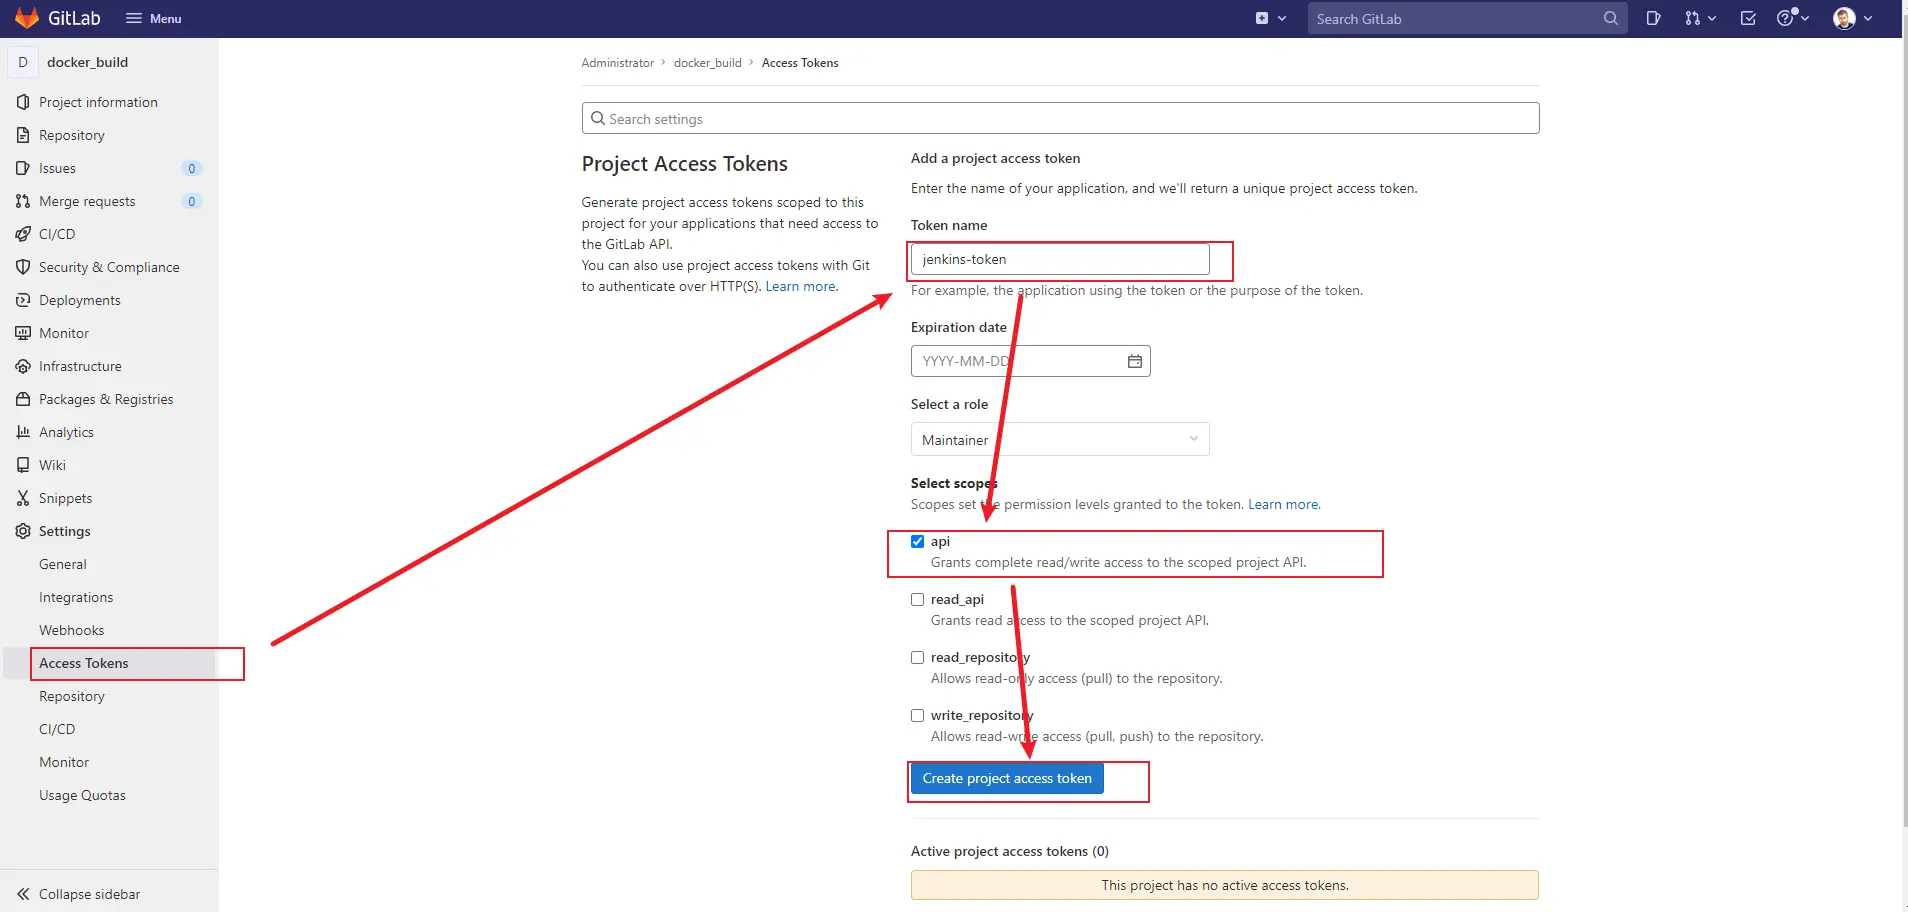 GitLab
Menu
Search GitLab
D
docker_build
Project information
Repository
Issues
0
Merge requests
0
CI/CD
Security & Compliance
Deployments
Monitor
Infrastructure
Packages & Registries
Analytics
Wiki
Snippets
Settings
General
Integrations
Webhooks
Access Tokens
Repository
CI/CD
Monitor
Usage Quotas
Collapse sidebar
Administrator > docker_build > Access Tokens
Search settings
Project Access Tokens
Generate project access tokens scoped to this
project for your applications that need access to
the GitLab API.
You can also use project access tokens with Git
to authenticate over HTTP(S). Learn more.
Add a project access token
Enter the name of your application, and we'll return a unique project access token.
Token name
jenkins-token
For example, the application using the token or the purpose of the token.
Expiration date
YYYY-MM-DD
Select a role
Maintainer
Select scopes
Scopes set the permission levels granted to the token. Learn more.
api
Grants complete read/write access to the scoped project API.
read_api
Grants read access to the scoped project API.
read_repository
Allows read-only access (pull) to the repository.
write_repository
Allows read-write access (pull, push) to the repository.
Create project access token
Active project access tokens (0)
This project has no active access tokens.